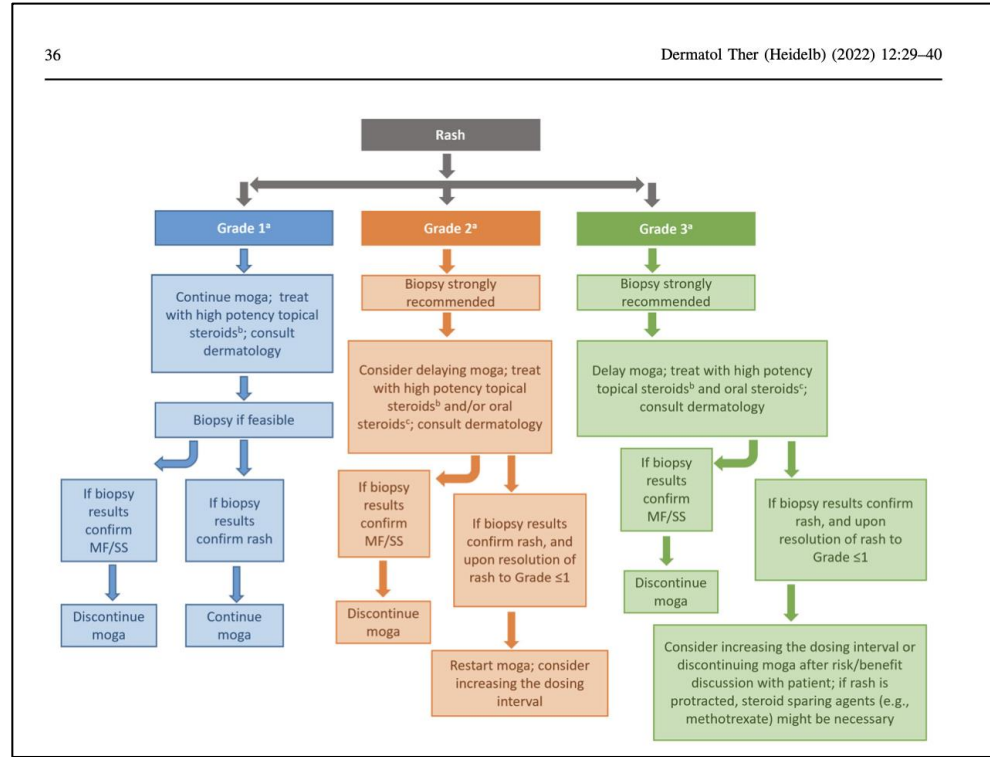 36
Dermatol Ther (Heidelb) (2022) 12:29–40
Rash
Grade 1ᵃ
Continue moga; treat
with high potency topical
steroidsᵇ; consult
dermatology
Biopsy if feasible
If biopsy
results
confirm
MF/SS
Discontinue
moga
If biopsy
results
confirm rash
Continue
moga
Grade 2ᵃ
Biopsy strongly
recommended
Consider delaying moga; treat
with high potency topical
steroidsᵇ and/or oral
steroidsᶜ; consult dermatology
If biopsy
results
confirm
MF/SS
Discontinue
moga
If biopsy results
confirm rash, and
upon resolution of
rash to Grade ≤1
Restart moga; consider
increasing the dosing
interval
Grade 3ᵃ
Biopsy strongly
recommended
Delay moga; treat with high potency
topical steroidsᵇ and oral steroidsᶜ;
consult dermatology
If biopsy
results
confirm
MF/SS
Discontinue
moga
If biopsy results confirm
rash, and upon
resolution of rash to
Grade ≤1
Consider increasing the dosing interval or
discontinuing moga after risk/benefit
discussion with patient; if rash is
protracted, steroid sparing agents (e.g.,
methotrexate) might be necessary